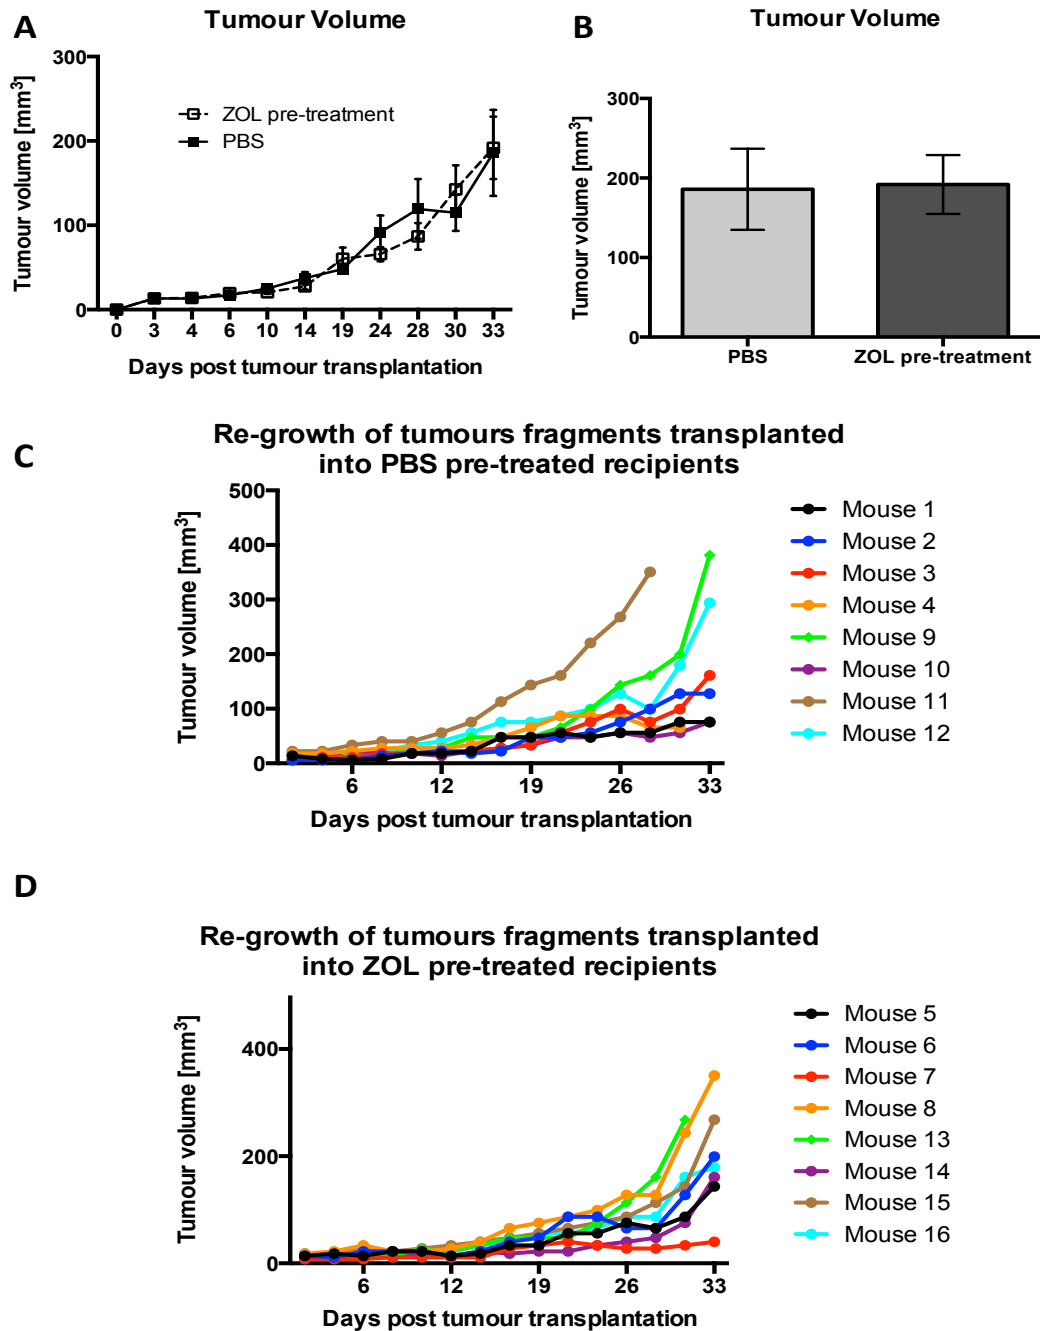 A
Tumour Volume
Tumour volume [mm³]
300
200
100
0
ZOL pre-treatment
PBS
0 3 4 6 10 14 19 24 28 30 33
Days post tumour transplantation
B
Tumour Volume
Tumour volume [mm³]
300
200
100
0
PBS ZOL pre-treatment
C
Re-growth of tumours fragments transplanted
into PBS pre-treated recipients
Tumour volume [mm³]
500
400
300
200
100
0
6 12 19 26 33
Days post tumour transplantation
Mouse 1
Mouse 2
Mouse 3
Mouse 4
Mouse 9
Mouse 10
Mouse 11
Mouse 12
D
Re-growth of tumours fragments transplanted
into ZOL pre-treated recipients
Tumour volume [mm³]
400
200
0
6 12 19 26 33
Days post tumour transplantation
Mouse 5
Mouse 6
Mouse 7
Mouse 8
Mouse 13
Mouse 14
Mouse 15
Mouse 16